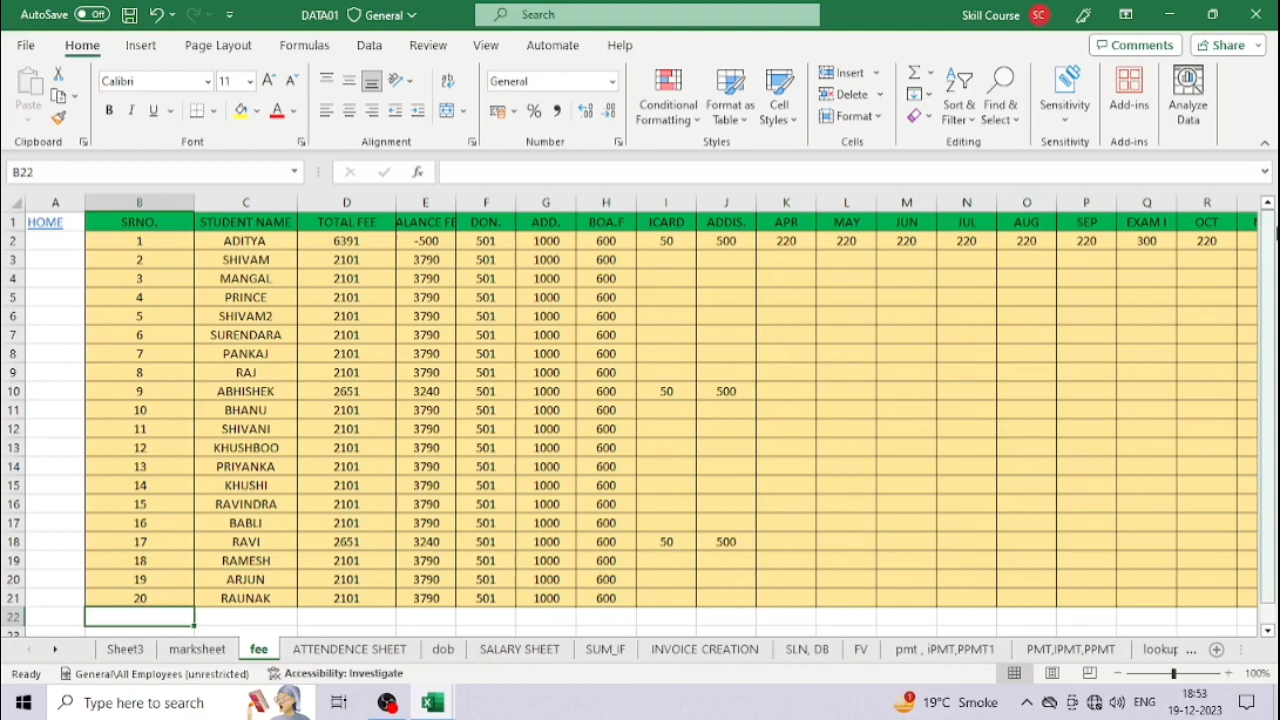 AutoSave Off DATA01 General Search Skill Course SC
File Home Insert Page Layout Formulas Data Review View Automate Help Comments Share
Paste Calibri 11 General Conditional Formatting Format as Table Cell Styles Insert Delete Format Sort & Filter Find & Select Sensitivity Add-ins Analyze Data
Clipboard Font Alignment Number Styles Cells Editing Sensitivity Add-ins
B22 fx
A B C D E F G H I J K L M N O P Q R
1 HOME SRNO. STUDENT NAME TOTAL FEE ALANCE FE DON. ADD. BOA.F ICARD ADDIS. APR MAY JUN JUL AUG SEP EXAM I OCT
2 1 ADITYA 6391 -500 501 1000 600 50 500 220 220 220 220 220 220 300 220
3 2 SHIVAM 2101 3790 501 1000 600
4 3 MANGAL 2101 3790 501 1000 600
5 4 PRINCE 2101 3790 501 1000 600
6 5 SHIVAM2 2101 3790 501 1000 600
7 6 SURENDARA 2101 3790 501 1000 600
8 7 PANKAJ 2101 3790 501 1000 600
9 8 RAJ 2101 3790 501 1000 600
10 9 ABHISHEK 2651 3240 501 1000 600 50 500
11 10 BHANU 2101 3790 501 1000 600
12 11 SHIVANI 2101 3790 501 1000 600
13 12 KHUSHBOO 2101 3790 501 1000 600
14 13 PRIYANKA 2101 3790 501 1000 600
15 14 KHUSHI 2101 3790 501 1000 600
16 15 RAVINDRA 2101 3790 501 1000 600
17 16 BABLI 2101 3790 501 1000 600
18 17 RAVI 2651 3240 501 1000 600 50 500
19 18 RAMESH 2101 3790 501 1000 600
20 19 ARJUN 2101 3790 501 1000 600
21 20 RAUNAK 2101 3790 501 1000 600
22
23
Sheet3 marksheet fee ATTENDENCE SHEET dob SALARY SHEET SUM_IF INVOICE CREATION SLN, DB FV pmt , iPMT,PPMT1 PMT,IPMT,PPMT lookup ...
Ready General\All Employees (unrestricted) Accessibility: Investigate 100%
Type here to search 1 19°C Smoke ENG 18:53
19-12-2023